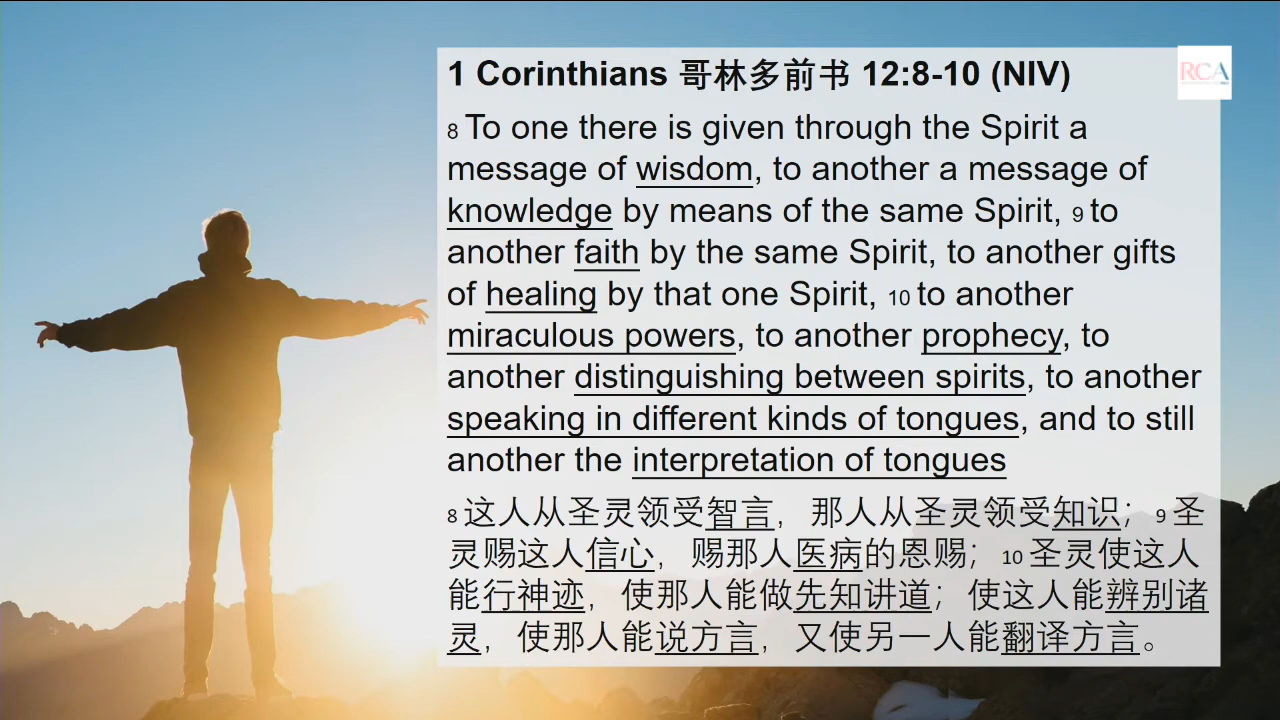 1 Corinthians 哥林多前书 12:8-10 (NIV)
RCA
8 To one there is given through the Spirit a
message of wisdom, to another a message of
knowledge by means of the same Spirit, 9 to
another faith by the same Spirit, to another gifts
of healing by that one Spirit, 10 to another
miraculous powers, to another prophecy, to
another distinguishing between spirits, to another
speaking in different kinds of tongues, and to still
another the interpretation of tongues
8 这人从圣灵领受智言，那人从圣灵领受知识；9 圣
灵赐这人信心，赐那人医病的恩赐；10 圣灵使这人
能行神迹，使那人能做先知讲道；使这人能辨别诸
灵，使那人能说方言，又使另一人能翻译方言。